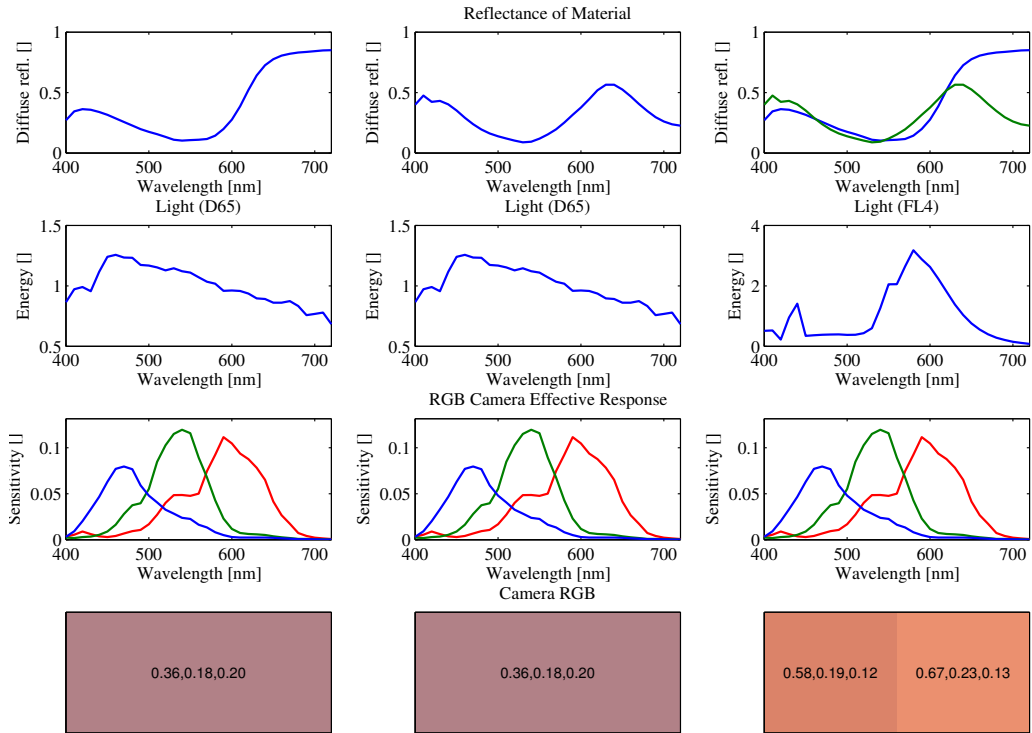 Reflectance of Material
Diffuse refl. []
1
0.5
0
400 500 600 700
Wavelength [nm]
Diffuse refl. []
1
0.5
0
400 500 600 700
Wavelength [nm]
Diffuse refl. []
1
0.5
0
400 500 600 700
Wavelength [nm]
Light (D65)
Energy []
1.5
1
0.5
400 500 600 700
Wavelength [nm]
Light (D65)
Energy []
1.5
1
0.5
400 500 600 700
Wavelength [nm]
Light (FL4)
Energy []
4
2
0
400 500 600 700
Wavelength [nm]
RGB Camera Effective Response
Sensitivity []
0.1
0.05
0
400 500 600 700
Wavelength [nm]
Sensitivity []
0.1
0.05
0
400 500 600 700
Wavelength [nm]
Sensitivity []
0.1
0.05
0
400 500 600 700
Wavelength [nm]
Camera RGB
0.36,0.18,0.20
0.36,0.18,0.20
0.58,0.19,0.12
0.67,0.23,0.13